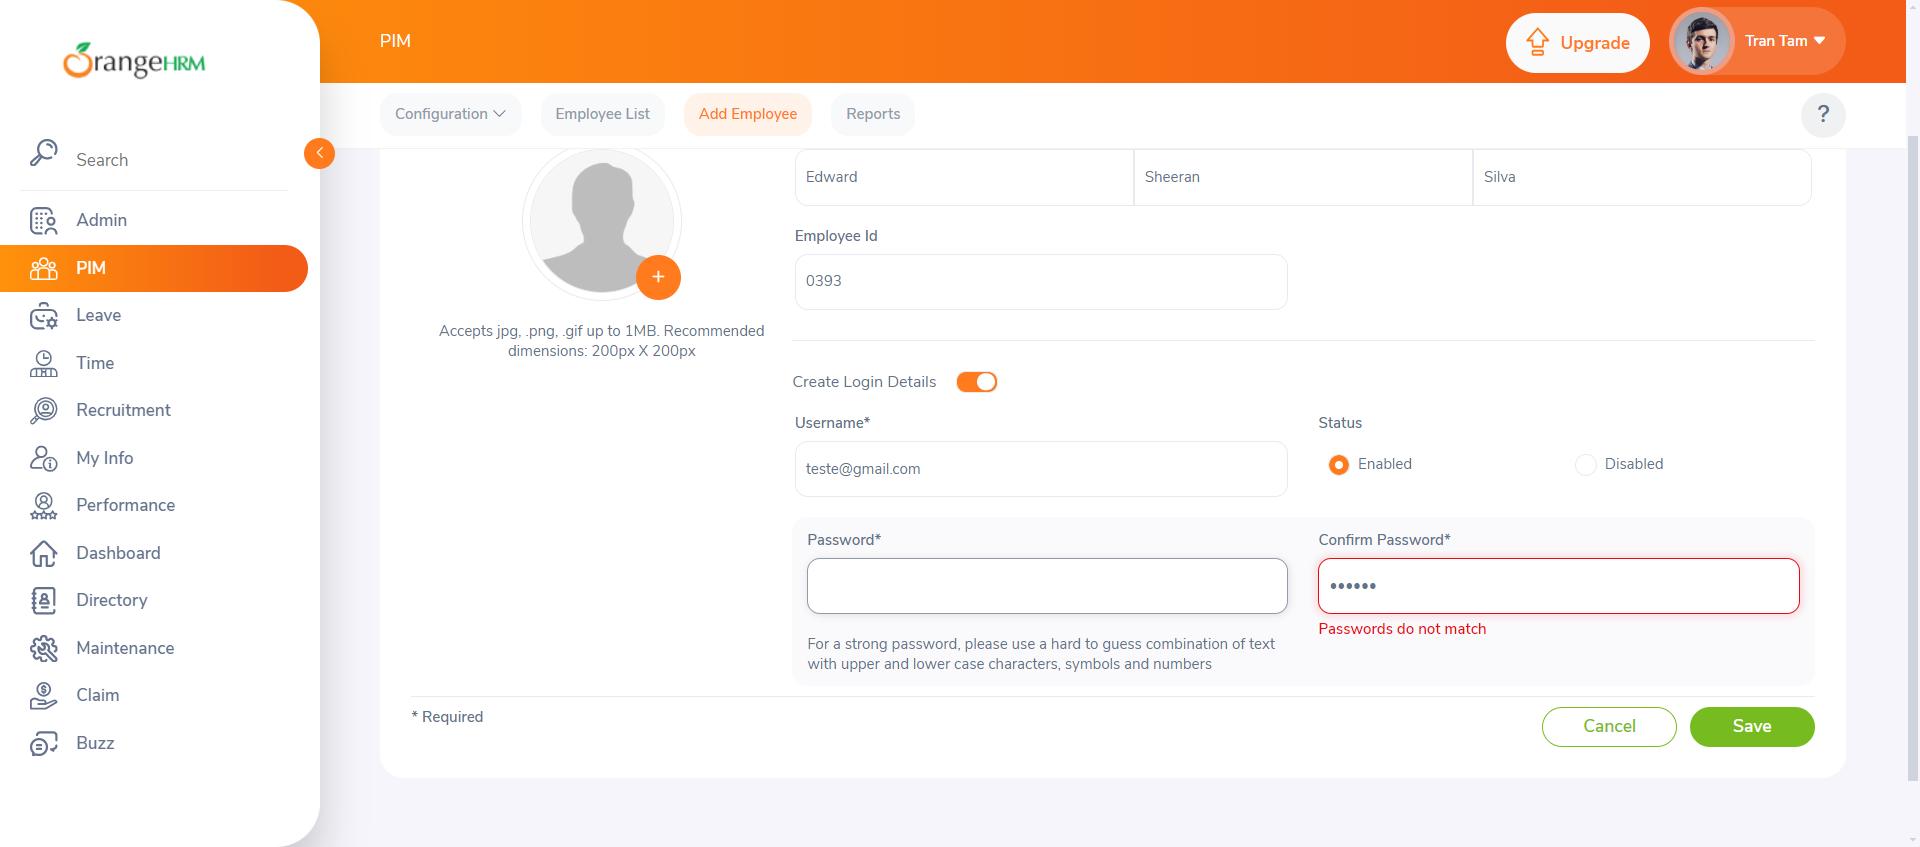 OrangeHRM
PIM
Upgrade
Tran Tam
Configuration
Employee List
Add Employee
Reports
?
Search
Admin
PIM
Leave
Time
Recruitment
My Info
Performance
Dashboard
Directory
Maintenance
Claim
Buzz
Accepts jpg, .png, .gif up to 1MB. Recommended
dimensions: 200px X 200px
Edward
Sheeran
Silva
Employee Id
0393
Create Login Details
Username*
teste@gmail.com
Status
Enabled
Disabled
Password*
Confirm Password*
••••••
Passwords do not match
For a strong password, please use a hard to guess combination of text
with upper and lower case characters, symbols and numbers
* Required
Cancel
Save